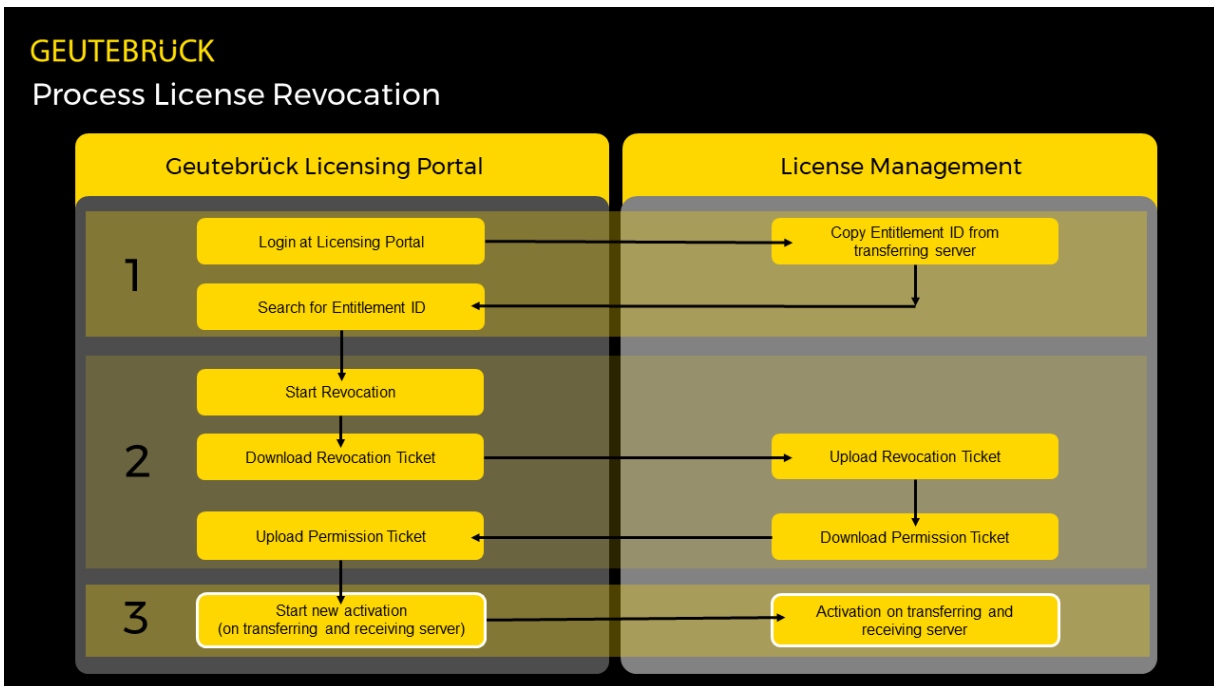 GEUTEBRÜCK
Process License Revocation
Geutebrück Licensing Portal
License Management
1
Login at Licensing Portal
Copy Entitlement ID from
transferring server
Search for Entitlement ID
2
Start Revocation
Download Revocation Ticket
Upload Revocation Ticket
Upload Permission Ticket
Download Permission Ticket
3
Start new activation
(on transferring and receiving server)
Activation on transferring and
receiving server